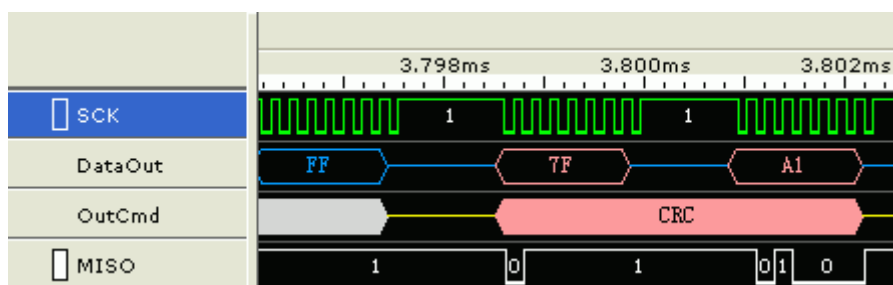 3.798ms 3.800ms 3.802ms
SCK 1 1
DataOut FF 7F A1
OutCmd CRC
MISO 1 0 1 0 1 0